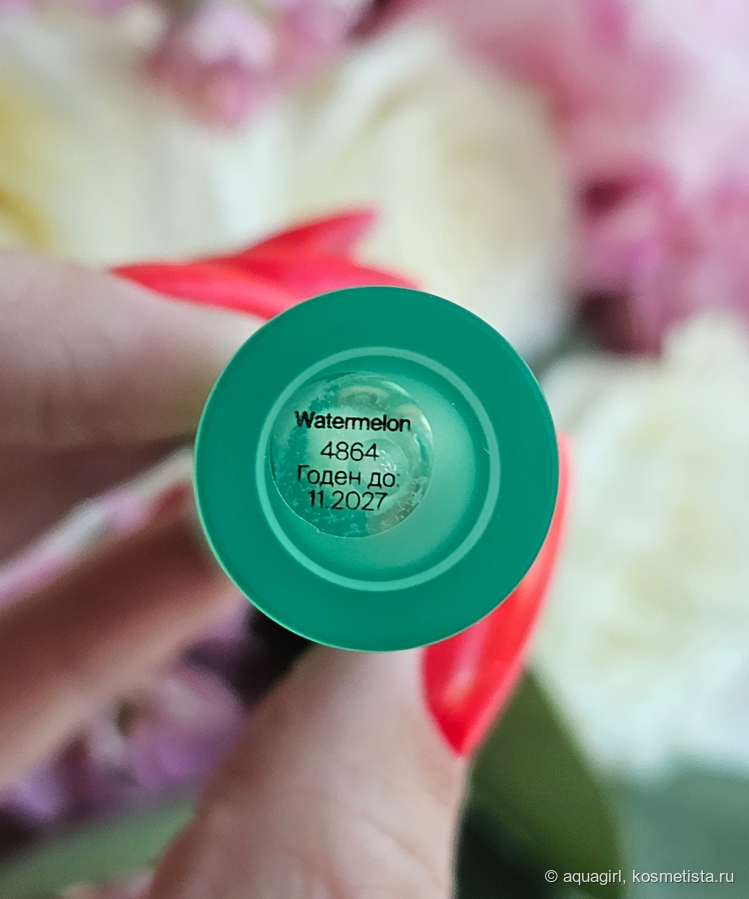 Watermelon
4864
Годен до:
11.2027
© aquagirl, kosmetista.ru